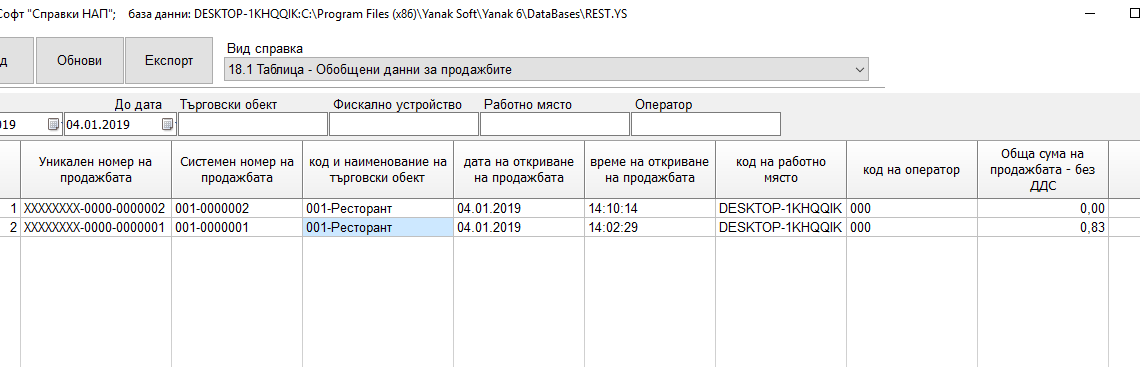 Софт "Справки НАП"; база данни: DESKTOP-1KHQQIK:C:\Program Files (x86)\Yanak Soft\Yanak 6\DataBases\REST.YS
д Обнови Експорт
Вид справка
18.1 Таблица - Обобщени данни за продажбите
До дата Търговски обект Фискално устройство Работно място Оператор
019 04.01.2019
Уникален номер на продажбата Системен номер на продажбата код и наименование на търговски обект дата на откриване на продажбата време на откриване на продажбата код на работно място код на оператор Обща сума на продажбата - без ДДС
1 XXXXXXXX-0000-0000002 001-0000002 001-Ресторант 04.01.2019 14:10:14 DESKTOP-1KHQQIK 000 0,00
2 XXXXXXXX-0000-0000001 001-0000001 001-Ресторант 04.01.2019 14:02:29 DESKTOP-1KHQQIK 000 0,83